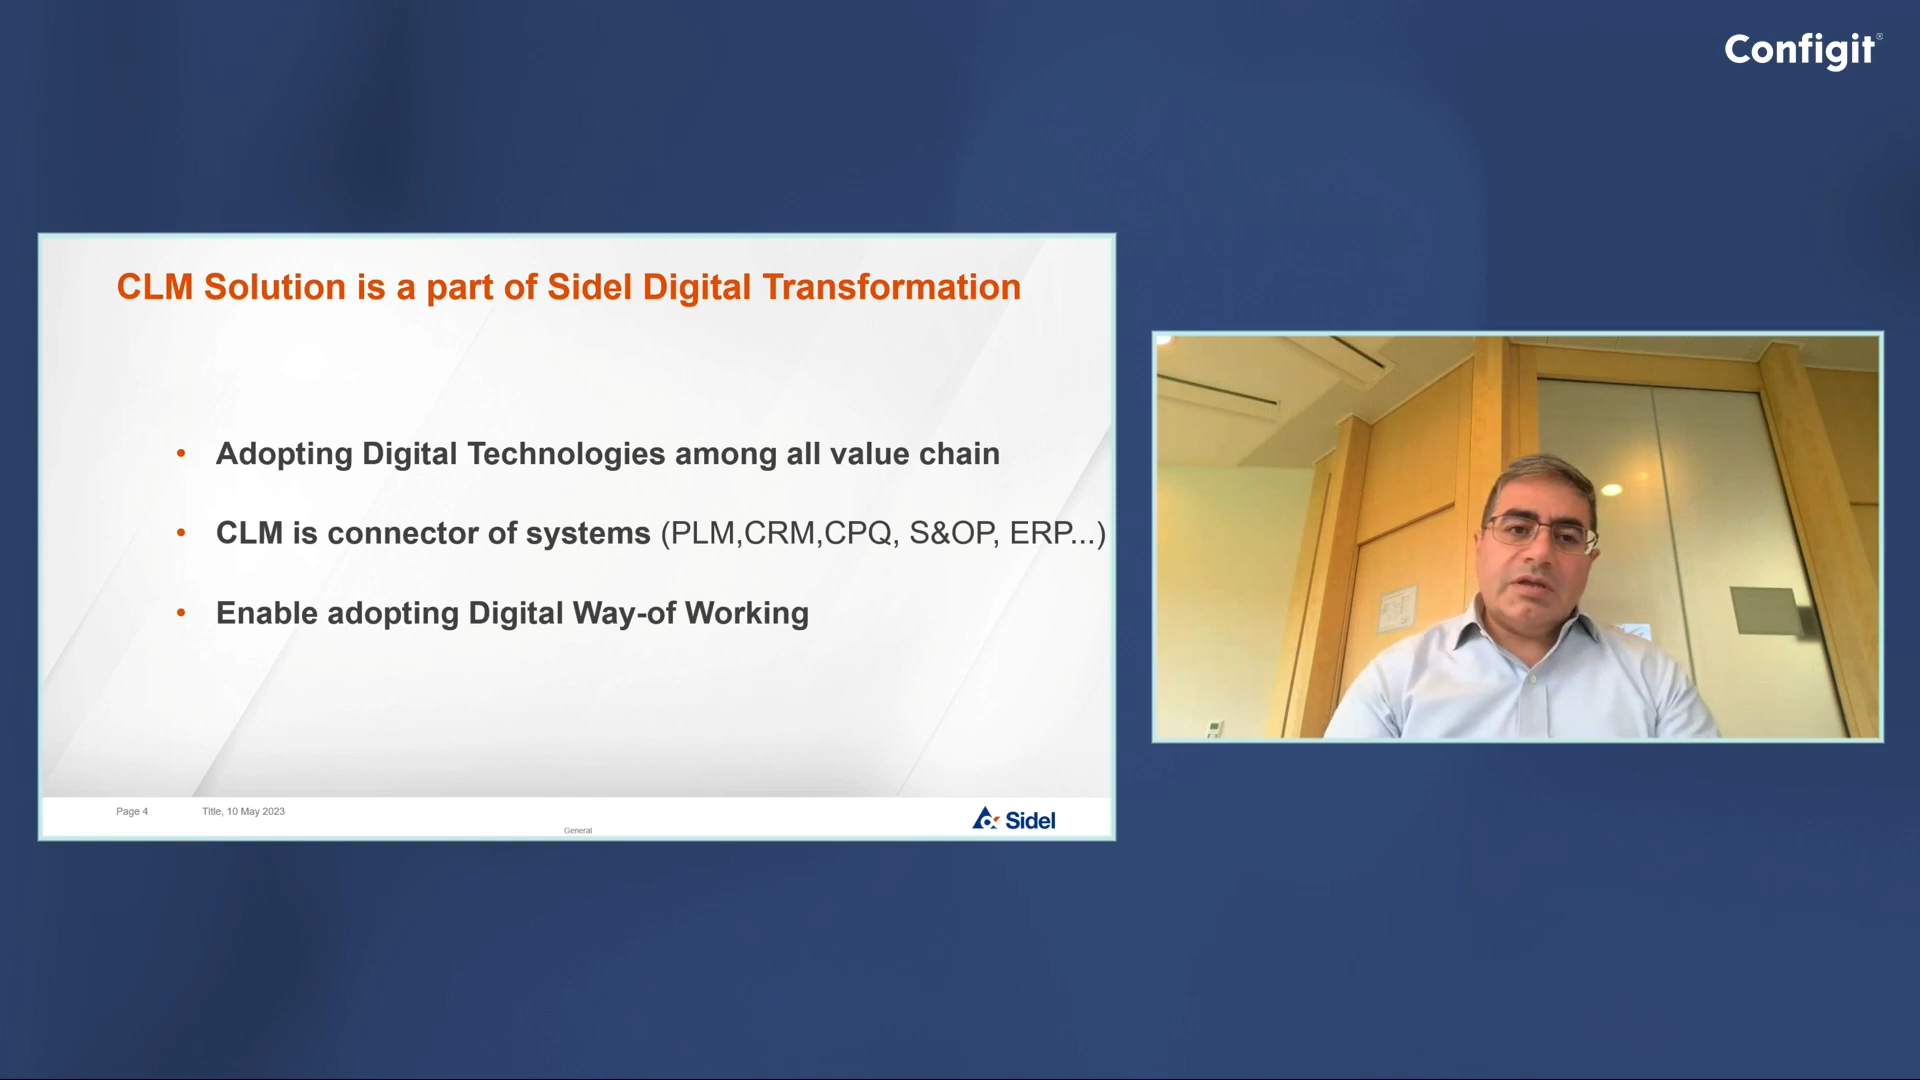 Configit®
CLM Solution is a part of Sidel Digital Transformation
• Adopting Digital Technologies among all value chain
• CLM is connector of systems (PLM,CRM,CPQ, S&OP, ERP...)
• Enable adopting Digital Way-of Working
Page 4 Title, 10 May 2023
General
Sidel